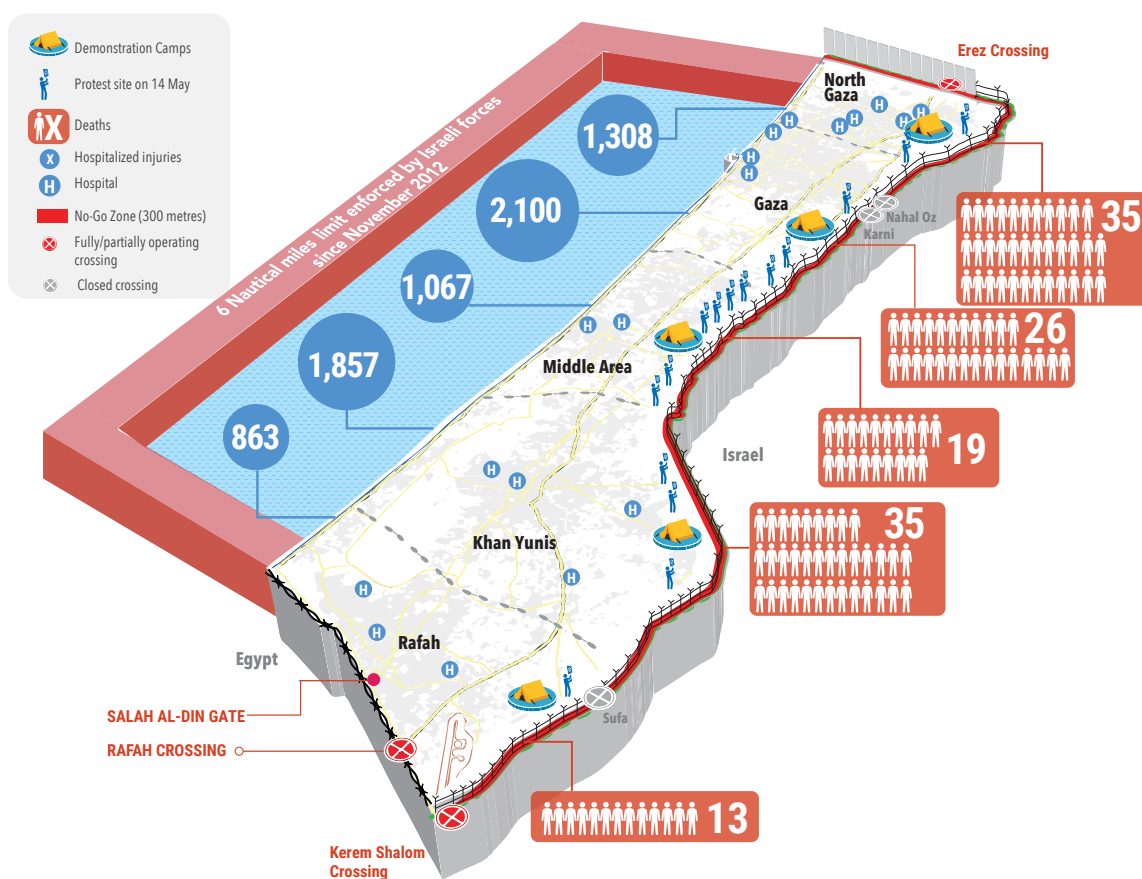 Demonstration Camps
Protest site on 14 May
X
Deaths
X
Hospitalized injuries
H
Hospital
No-Go Zone (300 metres)
Fully/partially operating
crossing
Closed crossing
6 Nautical miles limit enforced by Israeli forces
since November 2012
Erez Crossing
North
Gaza
H
H
H
H
H
H
H
H
H
H
1,308
2,100
1,067
1,857
863
Gaza
Nahal Oz
Karni
35
26
19
35
13
H
H
Middle Area
Israel
H
H
H
Khan Yunis
H
H
H
Rafah
H
Egypt
Sufa
SALAH AL-DIN GATE
RAFAH CROSSING
Kerem Shalom
Crossing